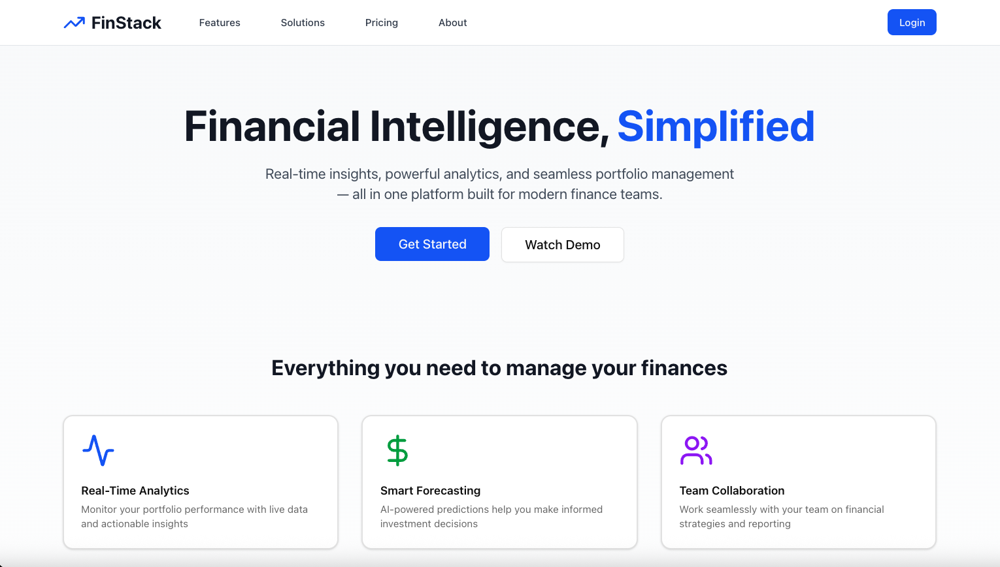 FinStack
Features
Solutions
Pricing
About
Login
Financial Intelligence, Simplified
Real-time insights, powerful analytics, and seamless portfolio management
— all in one platform built for modern finance teams.
Get Started
Watch Demo
Everything you need to manage your finances
Real-Time Analytics
Monitor your portfolio performance with live data
and actionable insights
Smart Forecasting
AI-powered predictions help you make informed
investment decisions
Team Collaboration
Work seamlessly with your team on financial
strategies and reporting